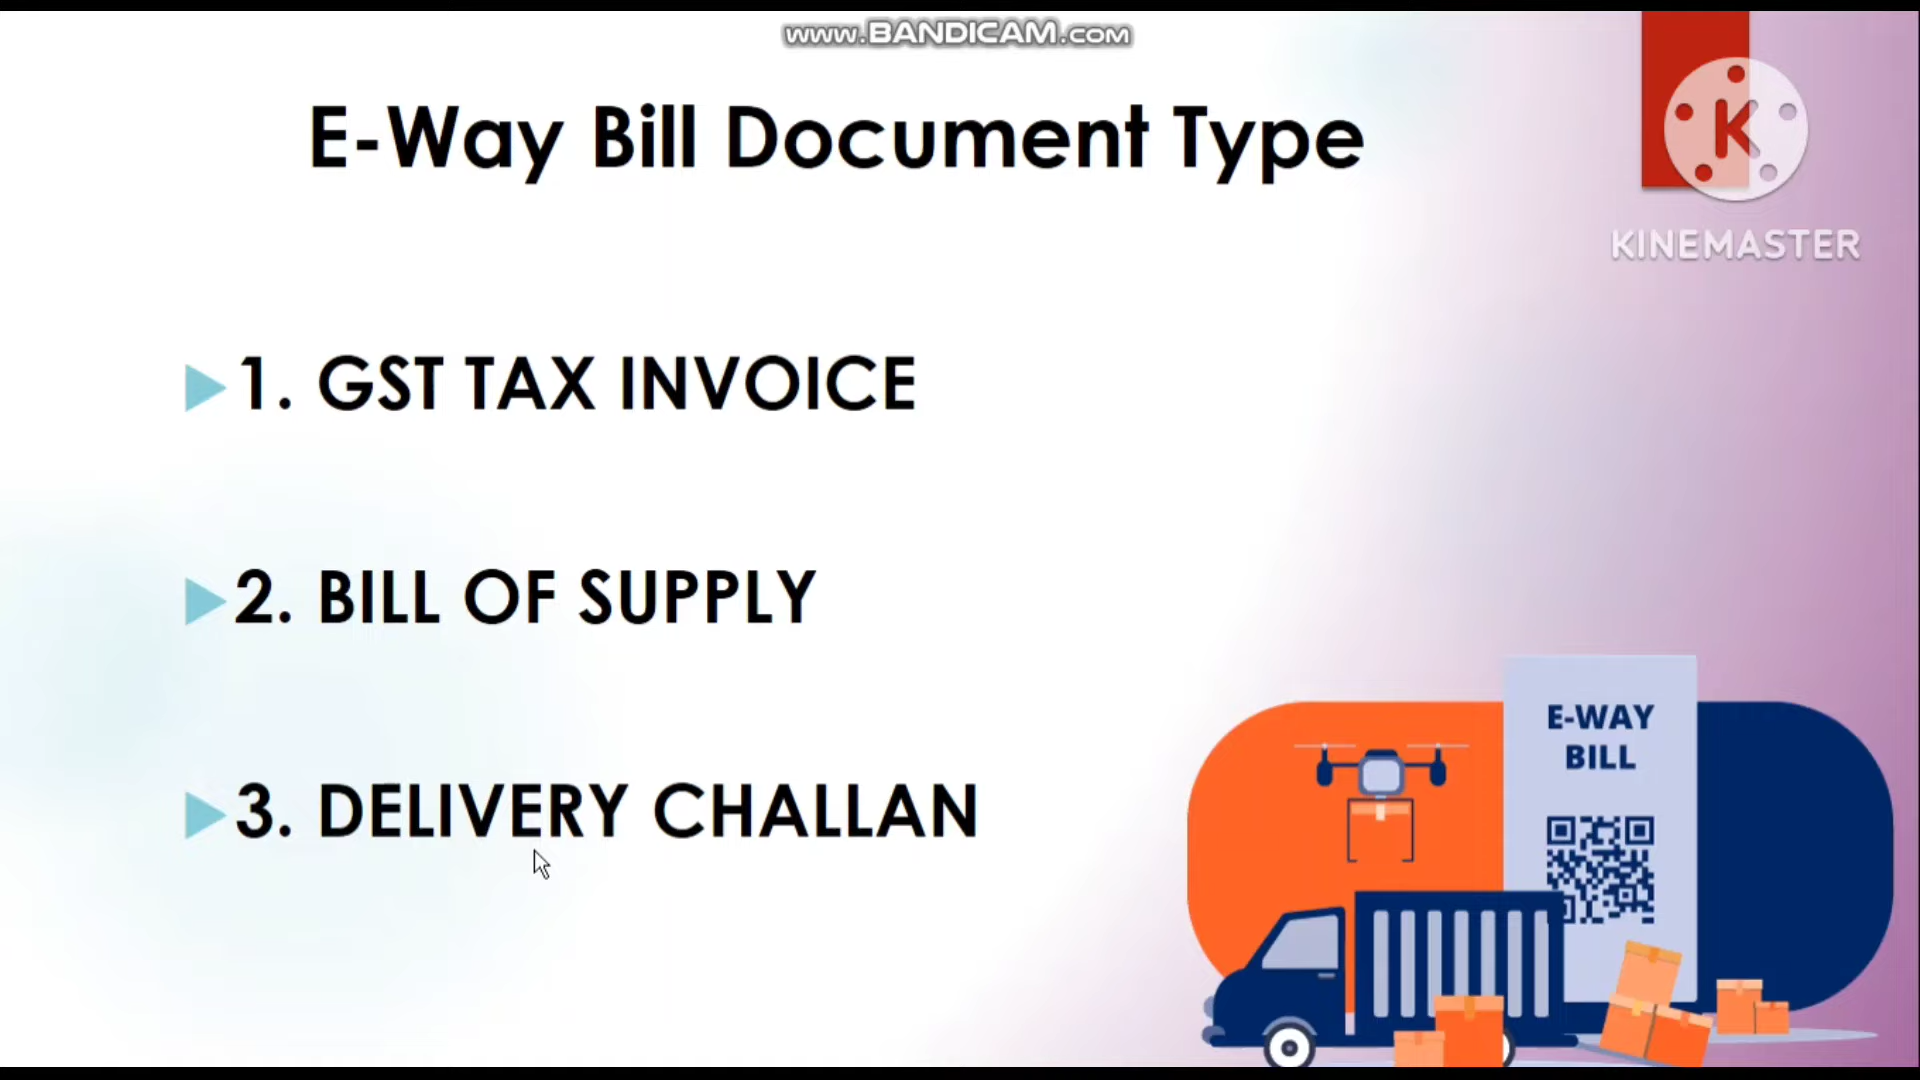 www.BANDICAM.com
E-Way Bill Document Type
K
KINEMASTER
1. GST TAX INVOICE
2. BILL OF SUPPLY
3. DELIVERY CHALLAN
E-WAY
BILL